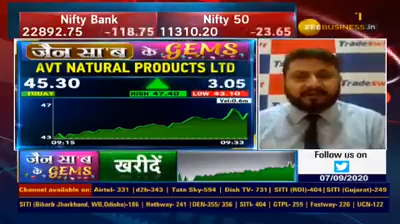 Nifty Bank Nifty 50
22892.75 -118.75 11310.20 -23.65
ZEEBUSINESS.in
जैन सा'ब के GEMS
AVT NATURAL PRODUCTS LTD
45.30 3.05
TODAY HIGH 47.40 LOW 43.10
Vol:0.6m
47
43
09:15 09:33
जैन सा'ब के GEMS खरीदें
Follow us on
07/09/2020
Channel available on: Airtel- 331 | d2h-343 | Tata Sky-594 | Dish TV- 731 | SITI (ROI)-404 | SITI (Gujarat)-249
SITI (Bihar Jharkhand, WB,Odisha)-186 | Hathway- 241 | DEN-355/ 356 | SITI- 404 | GTPL- 259 | Fastway- 220 | UCN-122